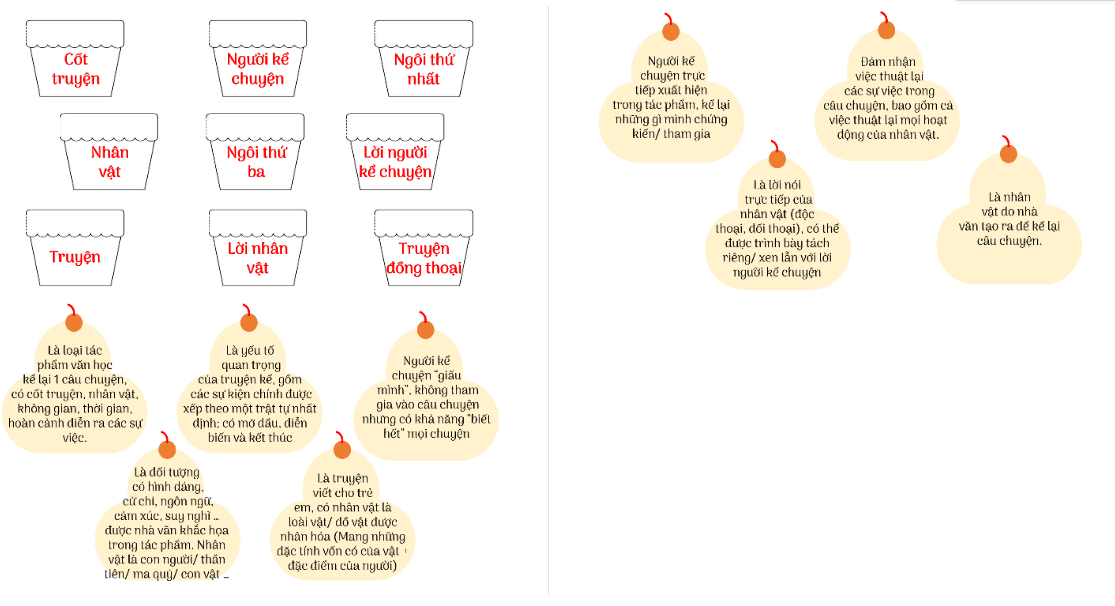 Cốt
truyện
Người kể
chuyện
Ngôi thứ
nhất
Nhân
vật
Ngôi thứ
ba
Lời người
kể chuyện
Truyện
Lời nhân
vật
Truyện
đồng thoại
Là loại tác
phẩm văn học
kể lại 1 câu chuyện,
có cốt truyện, nhân vật,
không gian, thời gian,
hoàn cảnh diễn ra các sự
việc.
Là yếu tố
quan trọng
của truyện kể, gồm
các sự kiện chính được
xếp theo một trật tự nhất
định: có mở đầu, diễn
biến và kết thúc
Người kể
chuyện "giấu
mình", không tham
gia vào câu chuyện
nhưng có khả năng "biết
hết" mọi chuyện
Là đối tượng
có hình dáng,
cử chỉ, ngôn ngữ,
cảm xúc, suy nghĩ ...
được nhà văn khắc họa
trong tác phẩm. Nhân
vật là con người/ thần
tiên/ ma quỷ/ con vật ...
Là truyện
viết cho trẻ
em, có nhân vật là
loài vật/ đồ vật được
nhân hóa (Mang những
đặc tính vốn có của vật +
đặc điểm của người)
Người kể
chuyện trực
tiếp xuất hiện
trong tác phẩm, kể lại
những gì mình chứng
kiến/ tham gia
Đảm nhận
việc thuật lại
các sự việc trong
câu chuyện, bao gồm cả
việc thuật lại mọi hoạt
động của nhân vật.
Là lời nói
trực tiếp của
nhân vật (độc
thoại, đối thoại), có thể
được trình bày tách
riêng/ xen lẫn với lời
người kể chuyện
Là nhân
vật do nhà
văn tạo ra để kể lại
câu chuyện.